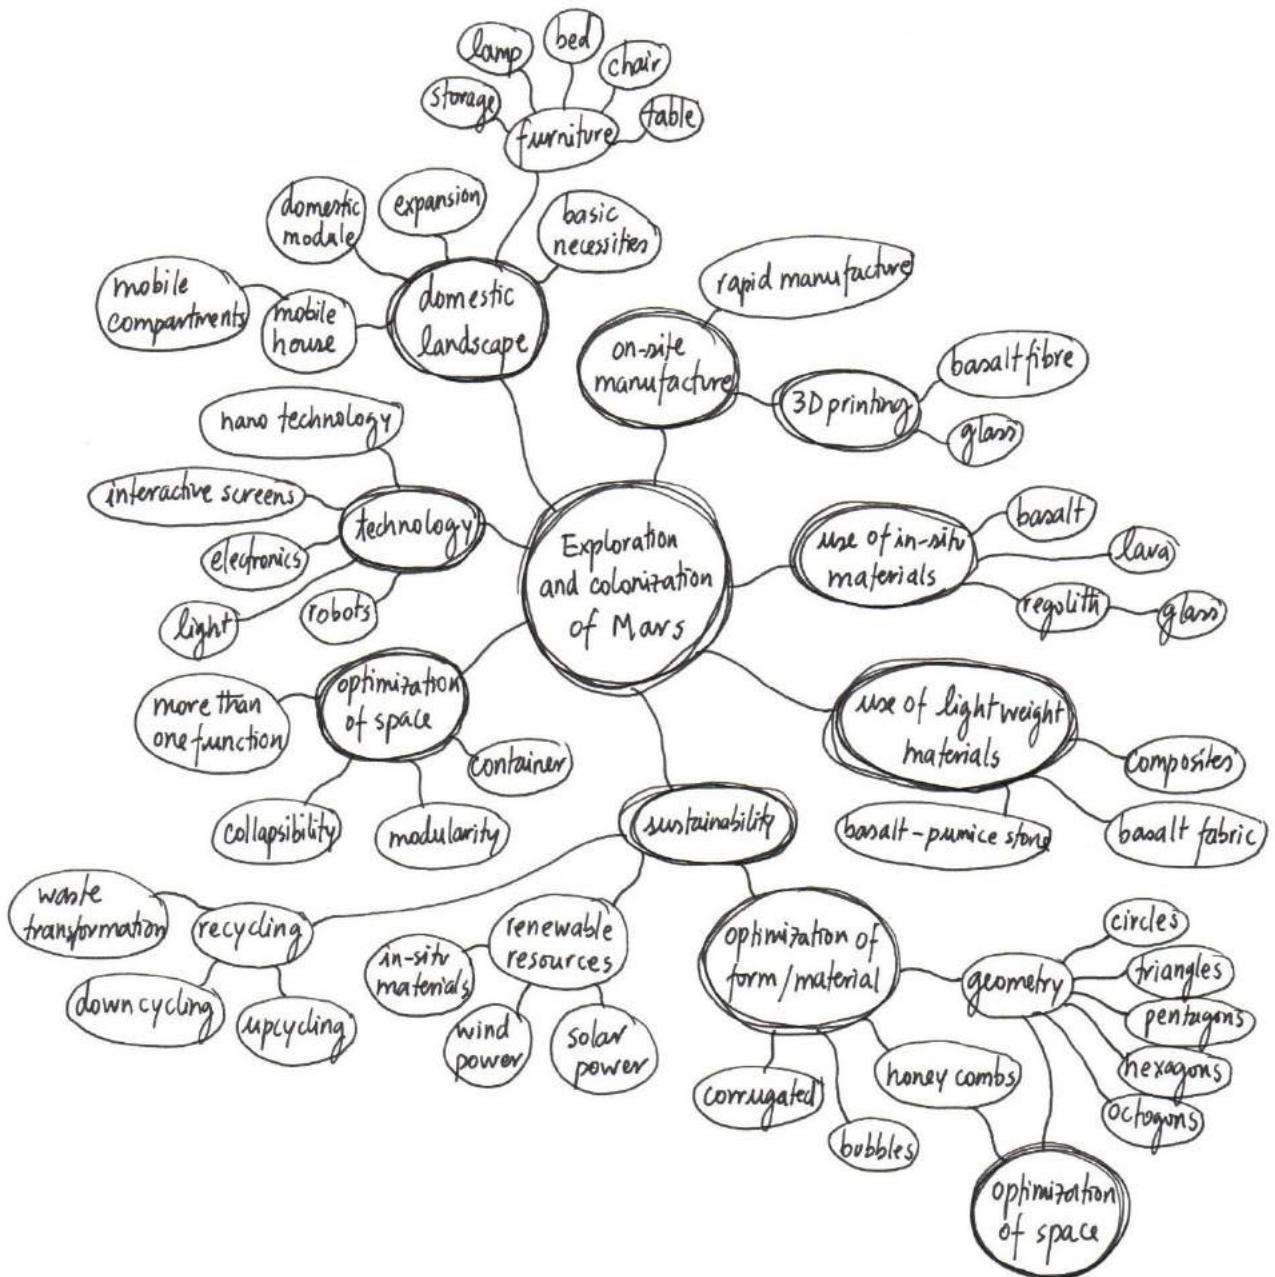 lamp
bed
chair
storage
furniture
table
domestic
module
expansion
basic
necessities
mobile
compartments
mobile
house
domestic
landscape
rapid manufacture
on-site
manufacture
3D printing
basalt fibre
glass
nano technology
interactive screens
technology
electronics
light
robots
Exploration
and colonization
of Mars
use of in-situ
materials
basalt
lava
regolith
glass
more than
one function
optimization
of space
container
collapsibility
modularity
use of light weight
materials
composites
basalt-pumice stone
basalt fabric
sustainability
waste
transformation
recycling
down cycling
upcycling
renewable
resources
in-situ
materials
wind
power
solar
power
optimization of
form/material
geometry
circles
triangles
pentagons
hexagons
octogons
corrugated
bubbles
honey combs
optimization
of space